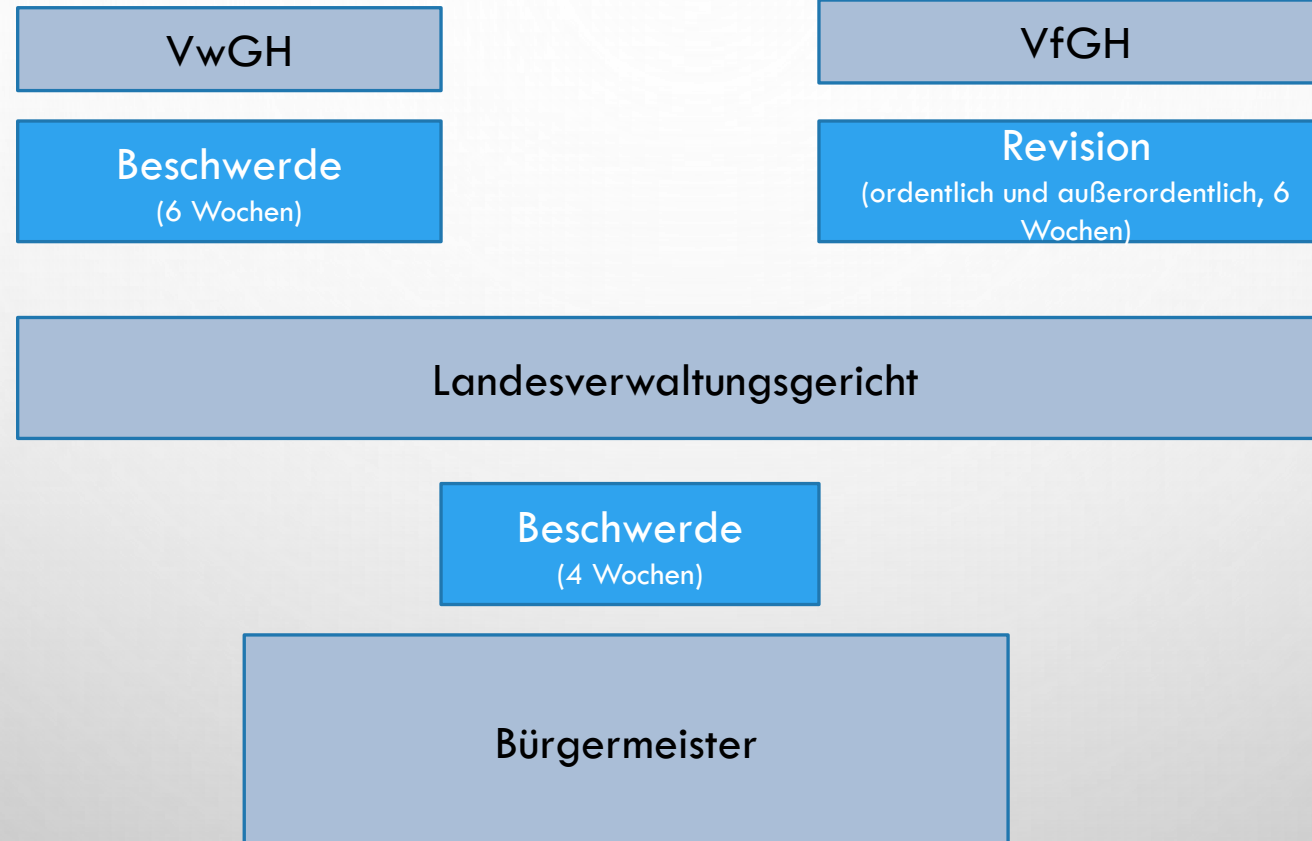 VwGH
VfGH
Beschwerde
(6 Wochen)
Revision
(ordentlich und außerordentlich, 6
Wochen)
Landesverwaltungsgericht
Beschwerde
(4 Wochen)
Bürgermeister